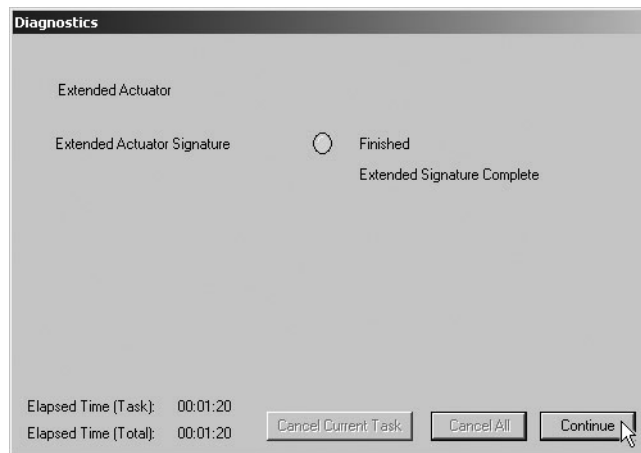 Diagnostics
Extended Actuator
Extended Actuator Signature Finished
Extended Signature Complete
Elapsed Time (Task): 00:01:20
Elapsed Time (Total): 00:01:20
Cancel Current Task Cancel All Continue